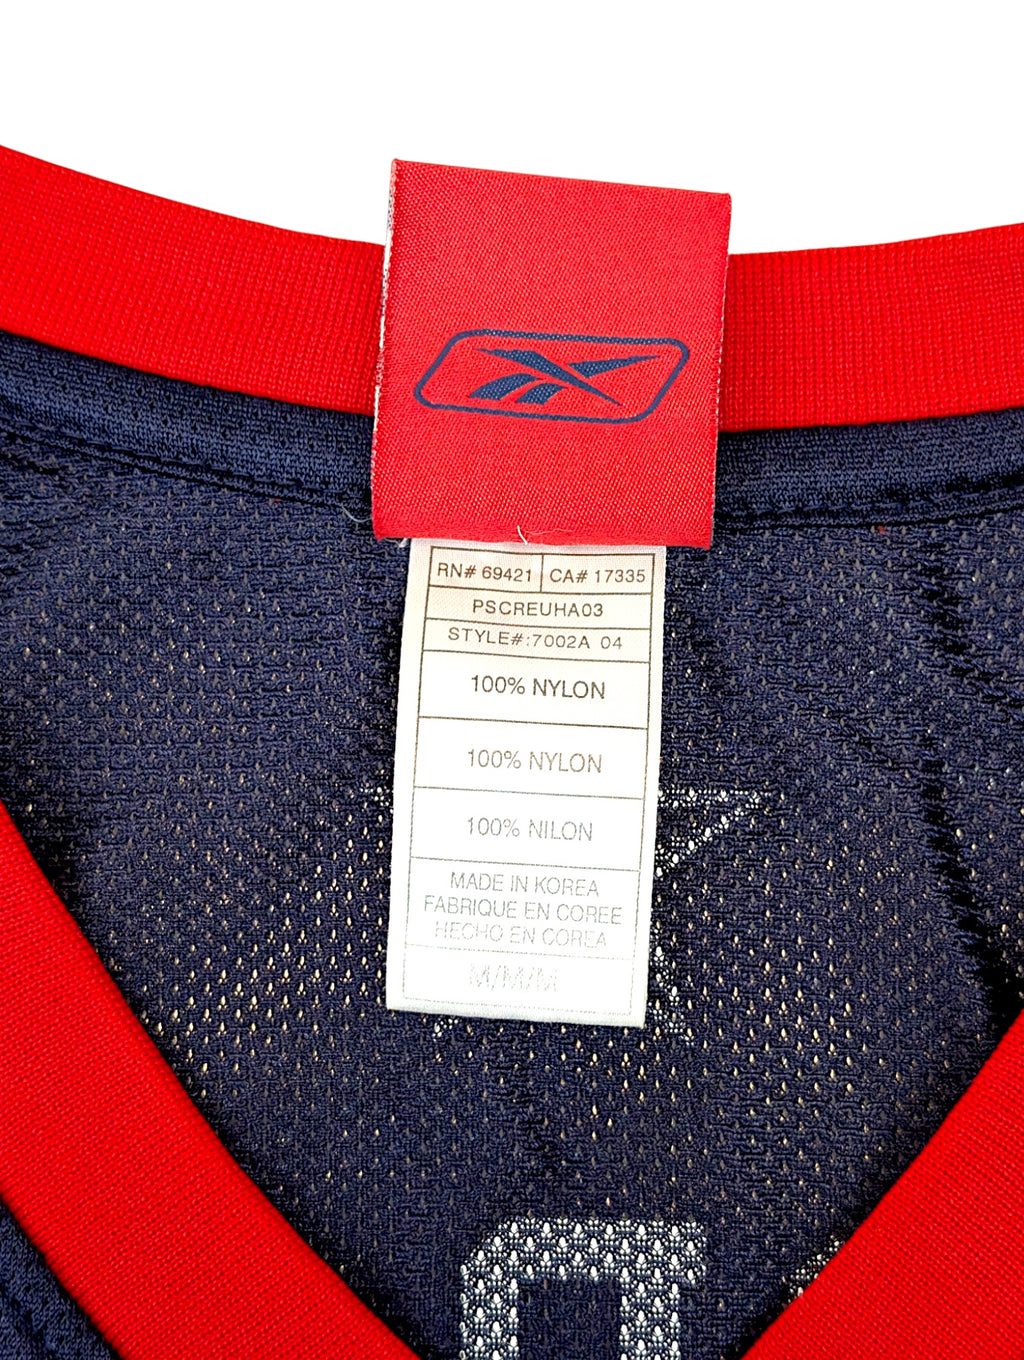 RN# 69421 CA# 17335
PSCREUHA03
STYLE#:7002A 04
100% NYLON
100% NYLON
100% NILON
MADE IN KOREA
FABRIQUE EN COREE
HECHO EN COREA
M/M/M